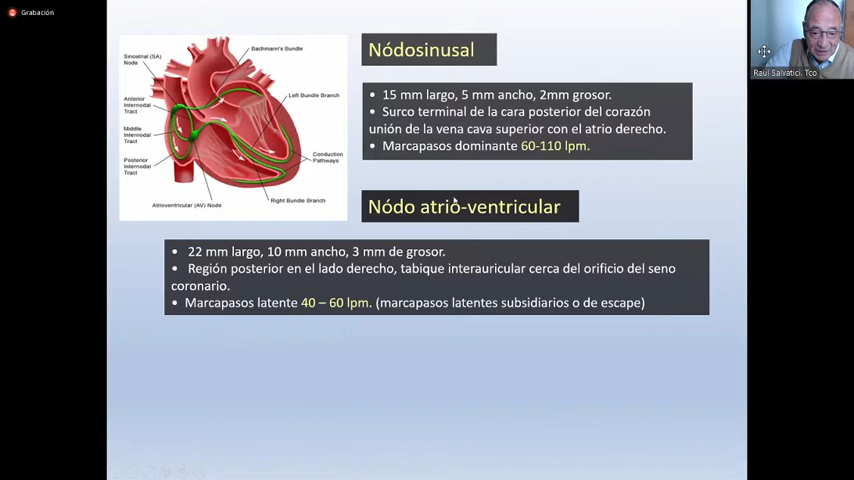 Grabación
Raul Salvatici. Tco
Nódosinusal
Bachmann's Bundle
Sinoatrial (SA)
Node
Anterior
Internodal
Tract
Middle
Internodal
Tract
Posterior
Internodal
Tract
Left Bundle Branch
Conduction
Pathways
Right Bundle Branch
Atrioventricular (AV) Node
• 15 mm largo, 5 mm ancho, 2mm grosor.
• Surco terminal de la cara posterior del corazón
unión de la vena cava superior con el atrio derecho.
• Marcapasos dominante 60-110 lpm.
Nódo atrio-ventricular
• 22 mm largo, 10 mm ancho, 3 mm de grosor.
• Región posterior en el lado derecho, tabique interauricular cerca del orificio del seno
coronario.
• Marcapasos latente 40 – 60 lpm. (marcapasos latentes subsidiarios o de escape)